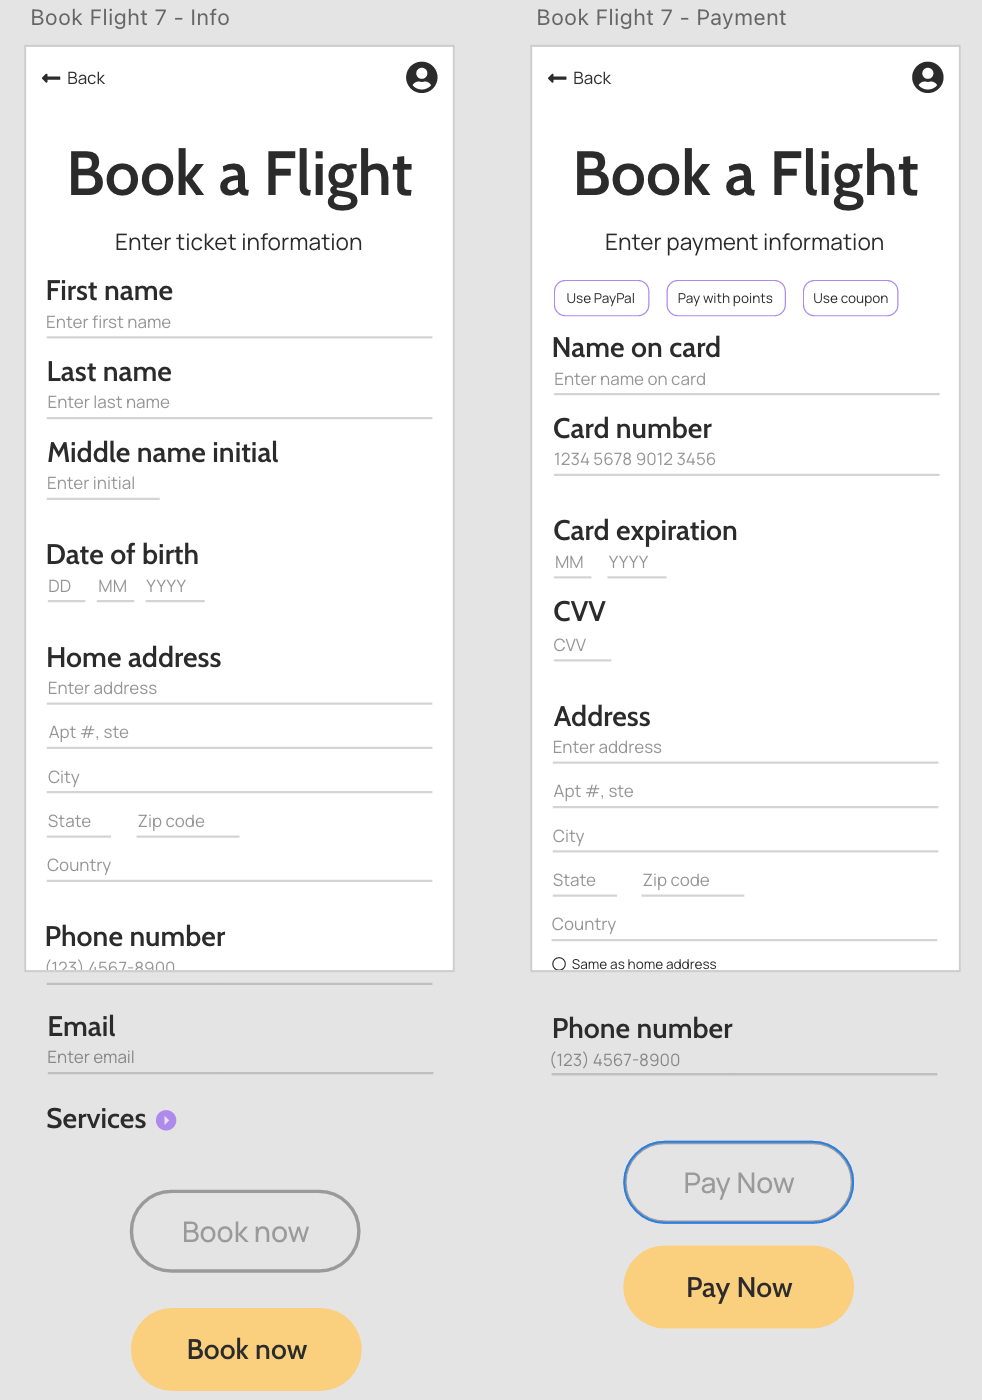 Book Flight 7 - Info
Back
Book a Flight
Enter ticket information
First name
Enter first name
Last name
Enter last name
Middle name initial
Enter initial
Date of birth
DD MM YYYY
Home address
Enter address
Apt #, ste
City
State Zip code
Country
Phone number
(123) 4567-8900
Email
Enter email
Services
Book now
Book now
Book Flight 7 - Payment
Back
Book a Flight
Enter payment information
Use PayPal Pay with points Use coupon
Name on card
Enter name on card
Card number
1234 5678 9012 3456
Card expiration
MM YYYY
CVV
CVV
Address
Enter address
Apt #, ste
City
State Zip code
Country
Same as home address
Phone number
(123) 4567-8900
Pay Now
Pay Now